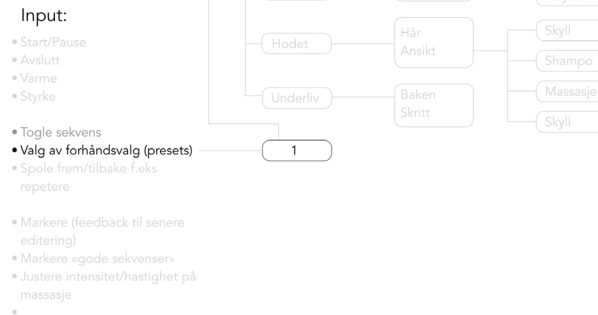 Input:
• Start/Pause
• Avslutt
• Varme
• Styrke
• Togle sekvens
• Valg av forhåndsvalg (presets)
• Spole frem/tilbake f.eks
repetere
• Markere (feedback til senere
editering)
• Markere «gode sekvenser»
• Justere intensitet/hastighet på
massasje
•
Hodet
Hår
Ansikt
Skyll
Shampo
Massasje
Skyll
Underliv
Baken
Skritt
1